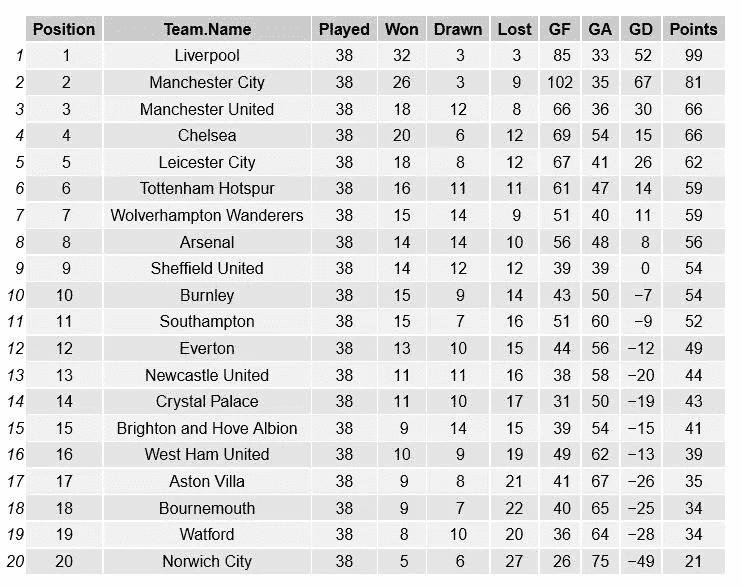 Position Team.Name Played Won Drawn Lost GF GA GD Points
1 1 Liverpool 38 32 3 3 85 33 52 99
2 2 Manchester City 38 26 3 9 102 35 67 81
3 3 Manchester United 38 18 12 8 66 36 30 66
4 4 Chelsea 38 20 6 12 69 54 15 66
5 5 Leicester City 38 18 8 12 67 41 26 62
6 6 Tottenham Hotspur 38 16 11 11 61 47 14 59
7 7 Wolverhampton Wanderers 38 15 14 9 51 40 11 59
8 8 Arsenal 38 14 14 10 56 48 8 56
9 9 Sheffield United 38 14 12 12 39 39 0 54
10 10 Burnley 38 15 9 14 43 50 −7 54
11 11 Southampton 38 15 7 16 51 60 −9 52
12 12 Everton 38 13 10 15 44 56 −12 49
13 13 Newcastle United 38 11 11 16 38 58 −20 44
14 14 Crystal Palace 38 11 10 17 31 50 −19 43
15 15 Brighton and Hove Albion 38 9 14 15 39 54 −15 41
16 16 West Ham United 38 10 9 19 49 62 −13 39
17 17 Aston Villa 38 9 8 21 41 67 −26 35
18 18 Bournemouth 38 9 7 22 40 65 −25 34
19 19 Watford 38 8 10 20 36 64 −28 34
20 20 Norwich City 38 5 6 27 26 75 −49 21